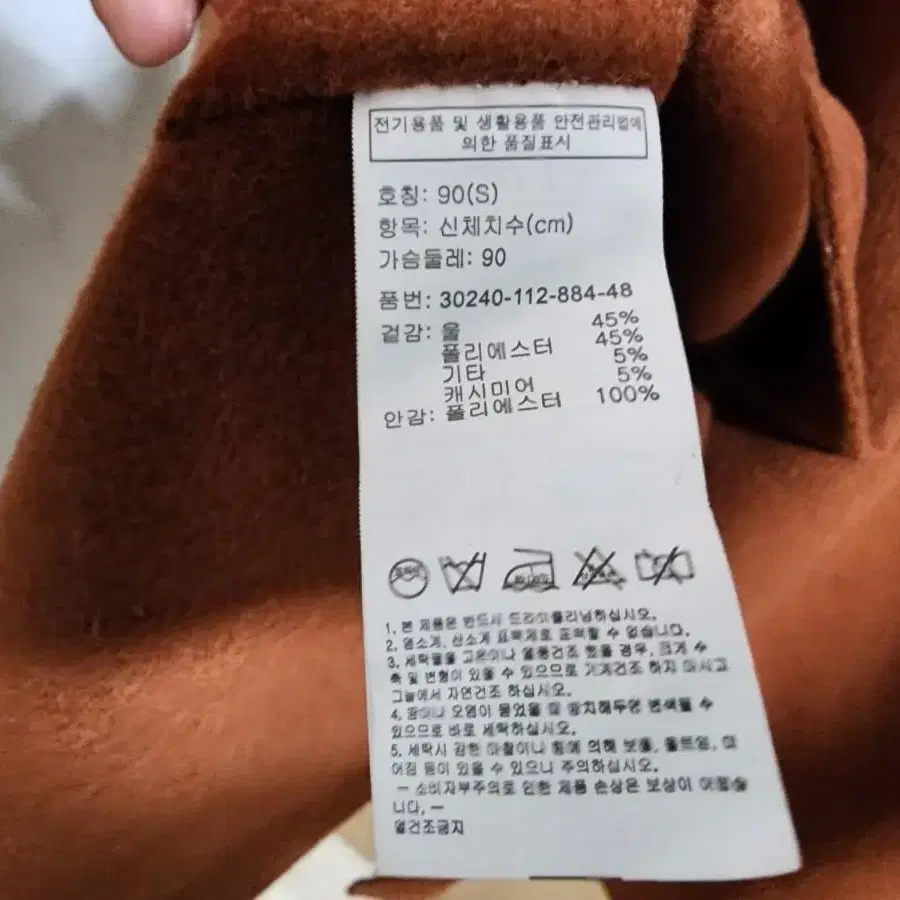 전기용품 및 생활용품 안전관리법에
의한 품질표시
호칭: 90(S)
항목: 신체치수(cm)
가슴둘레: 90
품번: 30240-112-884-48
겉감: 울 45%
폴리에스터 45%
기타 5%
캐시미어 5%
안감: 폴리에스터 100%
1. 본 제품은 반드시 드라이클리닝하십시오.
2. 염소계, 산소계 표백제로 표백할 수 없습니다.
3. 세탁물을 고온이나 열풍건조 했을 경우, 크게 수
축 및 변형이 있을 수 있으므로 기계건조 하지 마시고
그늘에서 자연건조 하십시오.
4. 땀이나 오염이 묻었을 때 방치해두면 변색될 수
있으므로 바로 세탁하십시오.
5. 세탁시 강한 마찰이나 힘에 의해 보풀, 올트임, 미
어짐 등이 있을 수 있으니 주의하십시오.
- 소비자부주의로 인한 제품 손상은 보상이
니다. -
열건조금지